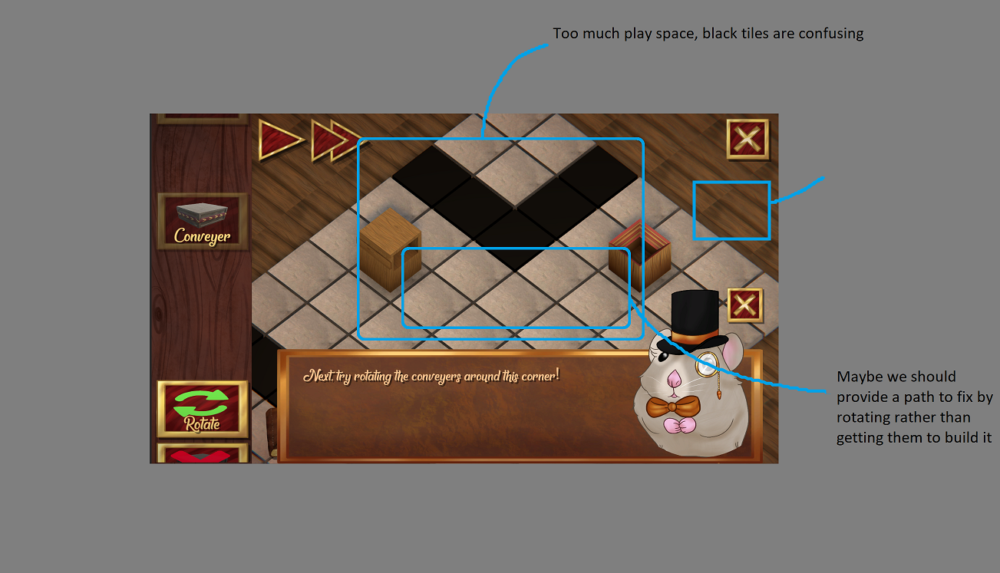 Too much play space, black tiles are confusing
Conveyer
Next, try rotating the conveyers around this corner!
Maybe we should
provide a path to fix by
rotating rather than
getting them to build it
Rotate